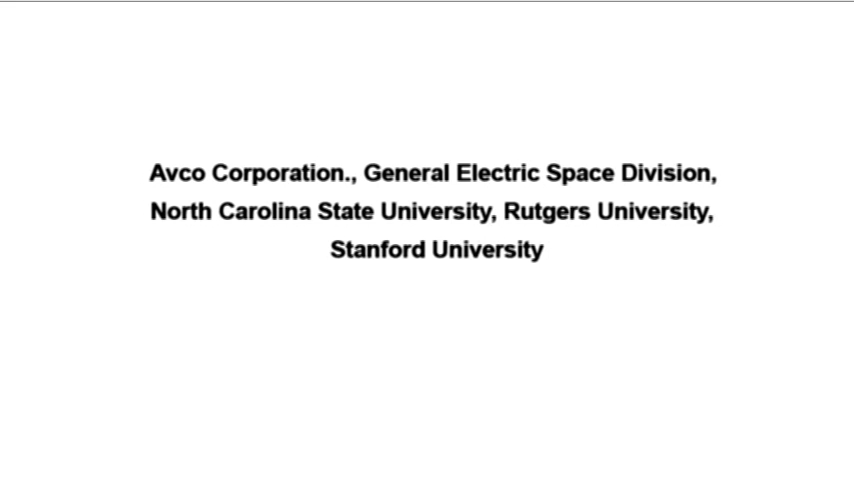 Avco Corporation., General Electric Space Division,
North Carolina State University, Rutgers University,
Stanford University